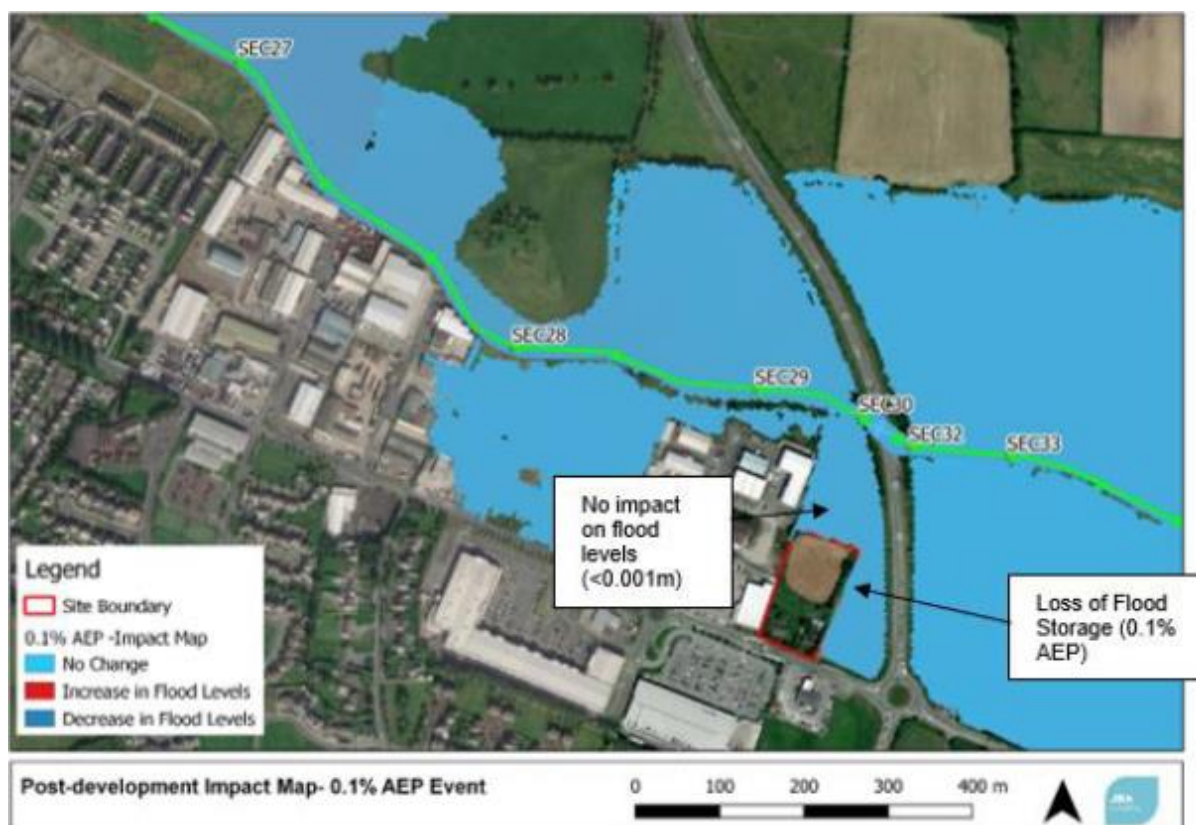 SEC27
SEC28
SEC29
SEC30
SEC32
SEC33
No impact
on flood
levels
(<0.001m)
Loss of Flood
Storage (0.1%
AEP)
Legend
Site Boundary
0.1% AEP -Impact Map
No Change
Increase in Flood Levels
Decrease in Flood Levels
Post-development Impact Map- 0.1% AEP Event
0 100 200 300 400 m
JBA